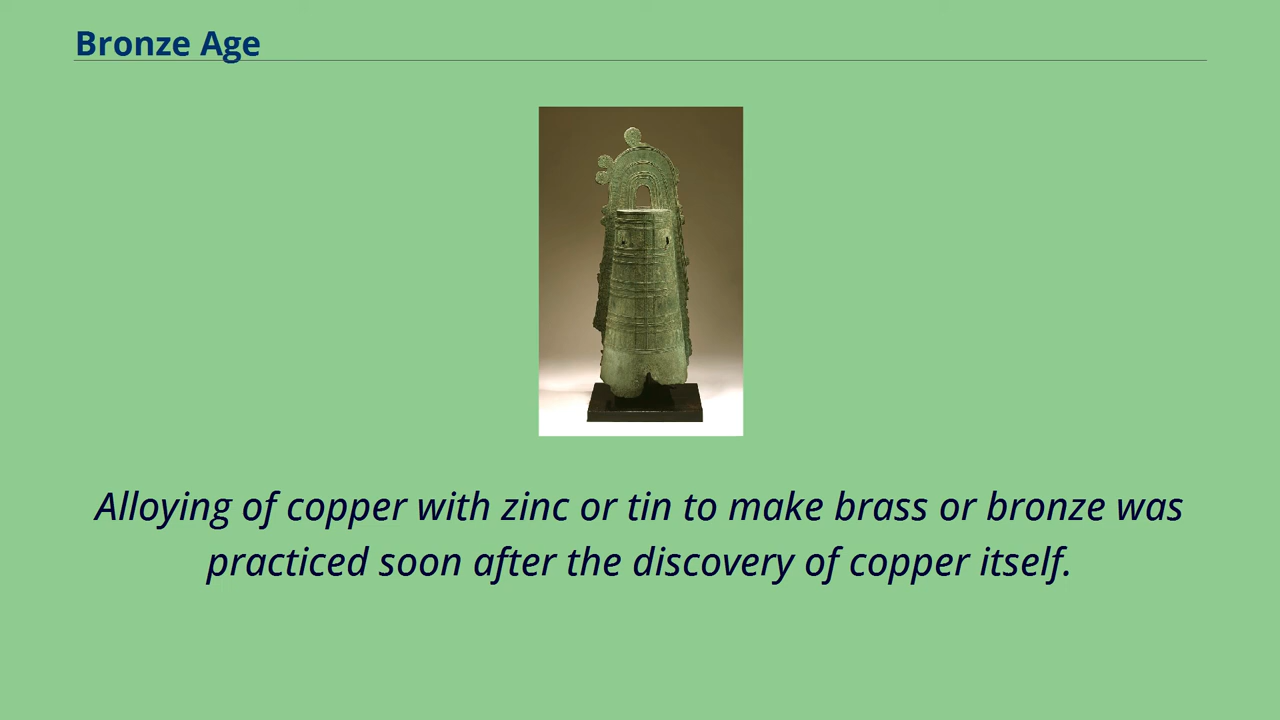 Bronze Age
Alloying of copper with zinc or tin to make brass or bronze was
practiced soon after the discovery of copper itself.